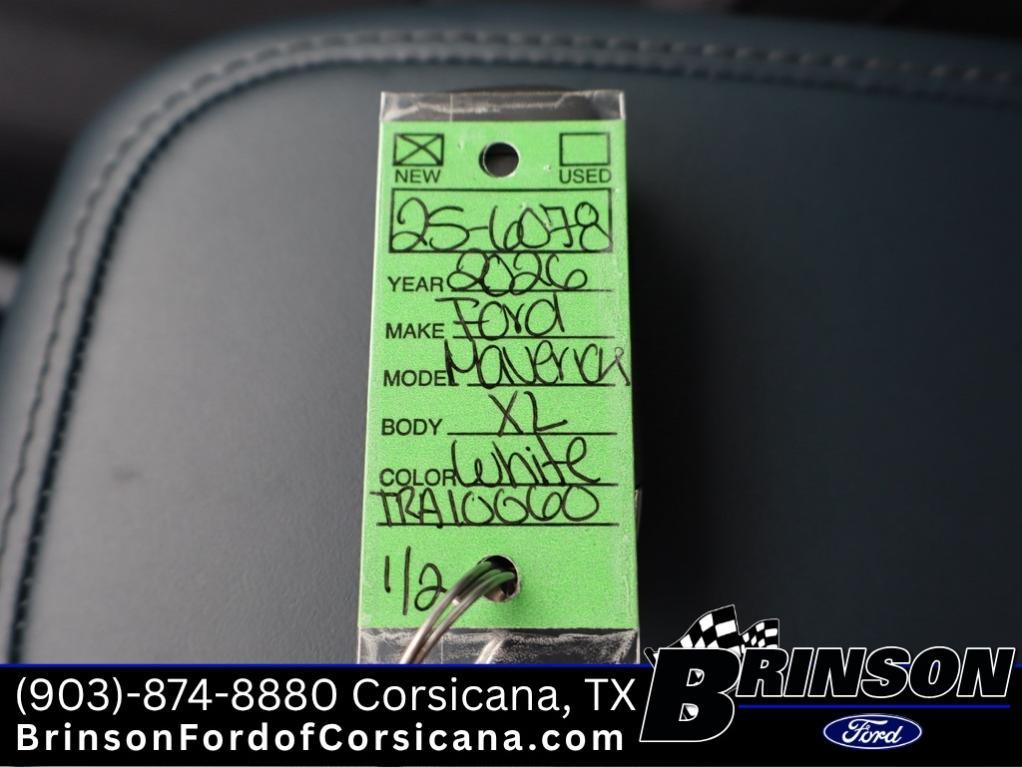 NEW USED
25-6078
YEAR 2026
MAKE Ford
MODEL Maverick
BODY XL
COLOR White
TRA10060
1/2
(903)-874-8880 Corsicana, TX
BrinsonFordofCorsicana.com
BRINSON
Ford